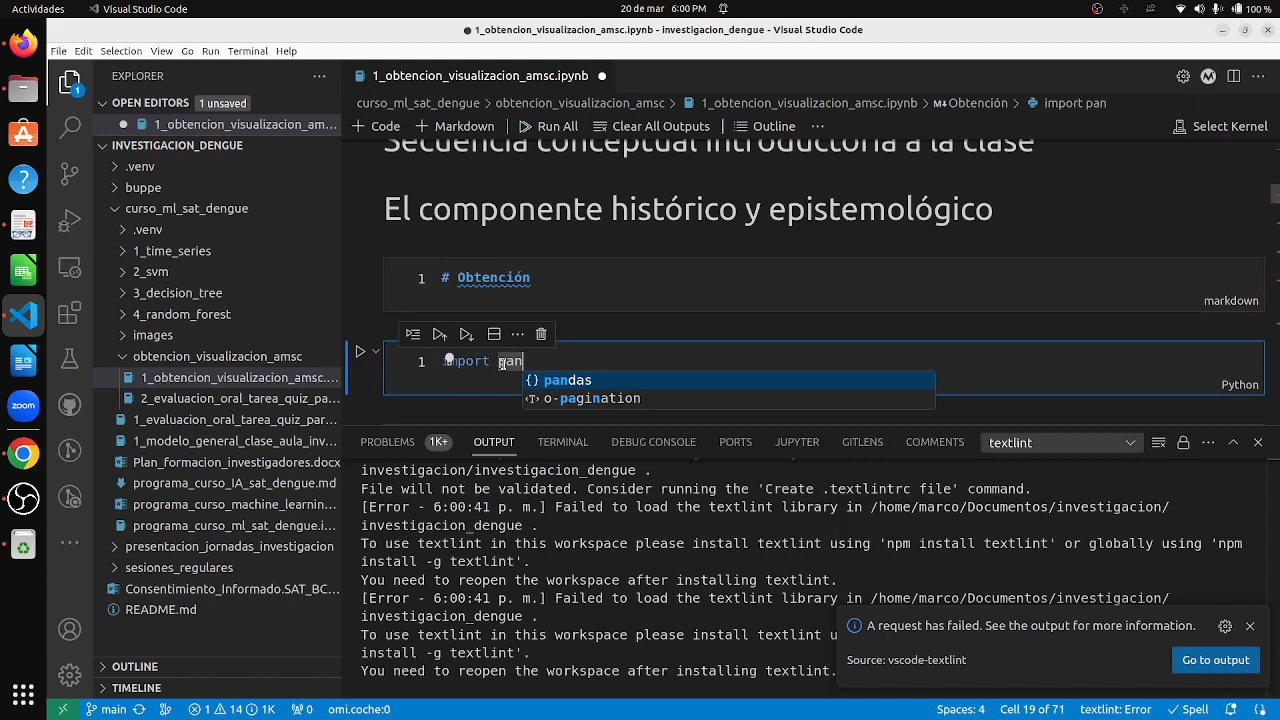 Actividades
Visual Studio Code
20 de mar 6:00 PM
100 %
● 1_obtencion_visualizacion_amsc.ipynb - investigacion_dengue - Visual Studio Code
File Edit Selection View Go Run Terminal Help
EXPLORER
OPEN EDITORS 1 unsaved
1_obtencion_visualizacion_am...
INVESTIGACION_DENGUE
.venv
buppe
curso_ml_sat_dengue
.venv
1_time_series
2_svm
3_decision_tree
4_random_forest
images
obtencion_visualizacion_amsc
1_obtencion_visualizacion_amsc....
2_evaluacion_oral_tarea_quiz_pa...
1_evaluacion_oral_tarea_quiz_par...
1_modelo_general_clase_aula_inv...
Plan_formacion_investigadores.docx
programa_curso_IA_sat_dengue.md
programa_curso_machine_learnin...
programa_curso_ml_sat_dengue.i...
presentacion_jornadas_investigacion
sesiones_regulares
Consentimiento_Informado.SAT_BC...
README.md
OUTLINE
TIMELINE
1
1_obtencion_visualizacion_amsc.ipynb ●
curso_ml_sat_dengue > obtencion_visualizacion_amsc > 1_obtencion_visualizacion_amsc.ipynb > Obtención > import pan
+ Code + Markdown Run All Clear All Outputs Outline ... Select Kernel
Secuencia conceptual introductoria a la clase
El componente histórico y epistemológico
1 # Obtención
markdown
1 import pan
{} pandas
o-pagination
Python
PROBLEMS 1K+ OUTPUT TERMINAL DEBUG CONSOLE PORTS JUPYTER GITLENS COMMENTS textlint
investigacion/investigacion_dengue .
File will not be validated. Consider running the 'Create .textlintrc file' command.
[Error - 6:00:41 p. m.] Failed to load the textlint library in /home/marco/Documentos/investigacion/
investigacion_dengue .
To use textlint in this workspace please install textlint using 'npm install textlint' or globally using 'npm
install -g textlint'.
You need to reopen the workspace after installing textlint.
[Error - 6:00:41 p. m.] Failed to load the textlint library in /home/marco/Documentos/investigacion/
investigacion_dengue .
To use textlint in this workspace please install textlint u
install -g textlint'.
You need to reopen the workspace after installing textlint.
A request has failed. See the output for more information.
Source: vscode-textlint
Go to output
zoom
main 1 14 1K 0 omi.coche:0 Spaces: 4 Cell 19 of 71 textlint: Error Spell